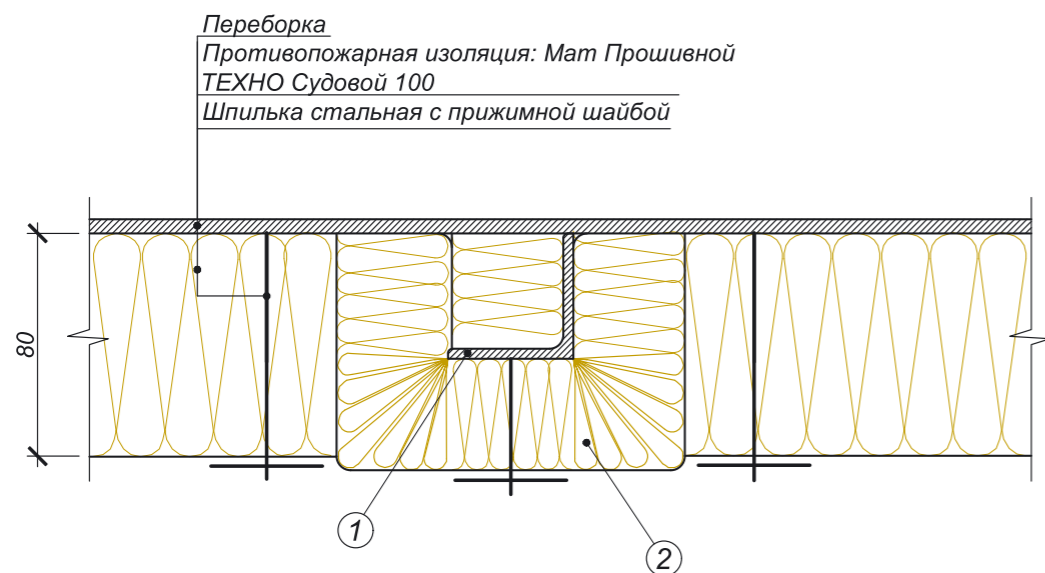 Переборка
Противопожарная изоляция: Мат Прошивной
ТЕХНО Судовой 100
Шпилька стальная с прижимной шайбой
80
1
2